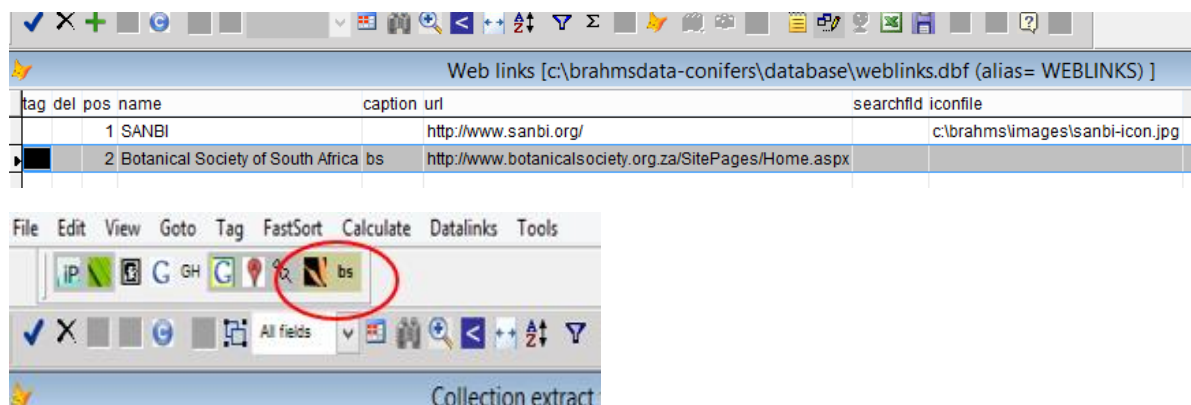 Web links [c:\brahmsdata-conifers\database\weblinks.dbf (alias= WEBLINKS) ]
tag del pos name caption url searchfld iconfile
1 SANBI http://www.sanbi.org/ c:\brahms\images\sanbi-icon.jpg
2 Botanical Society of South Africa bs http://www.botanicalsociety.org.za/SitePages/Home.aspx
File Edit View Goto Tag FastSort Calculate Datalinks Tools
iP G GH G bs
All fields
Collection extract